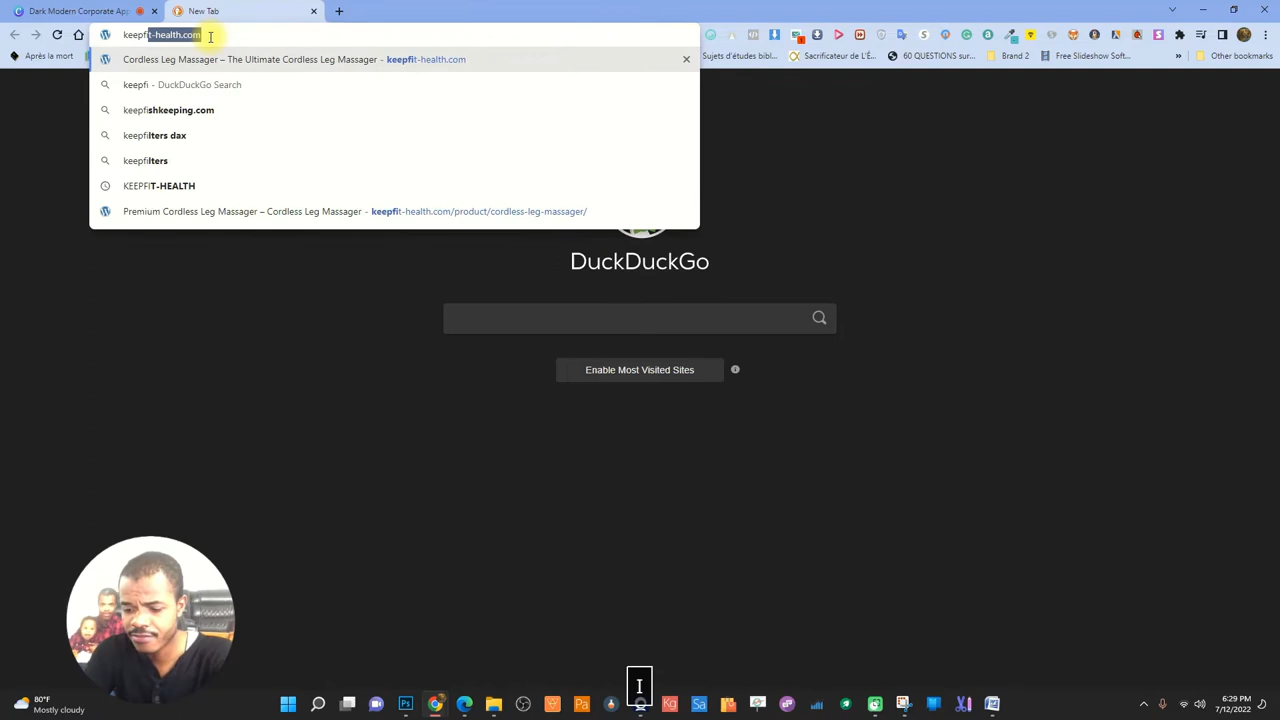 Dark Modern Corporate App
New Tab
keepfit-health.com
Cordless Leg Massager – The Ultimate Cordless Leg Massager - keepfit-health.com
keepfi - DuckDuckGo Search
keepfishkeeping.com
keepfilters dax
keepfilters
KEEPFIT-HEALTH
Premium Cordless Leg Massager – Cordless Leg Massager - keepfit-health.com/product/cordless-leg-massager/
Après la mort
Sujets d'études bibl...
Sacrificateur de L'É...
60 QUESTIONS sur...
Brand 2
Free Slideshow Soft...
»
Other bookmarks
DuckDuckGo
Enable Most Visited Sites
I
80°F
Mostly cloudy
Ps
Pa
Kg
Sa
6:29 PM
7/12/2022